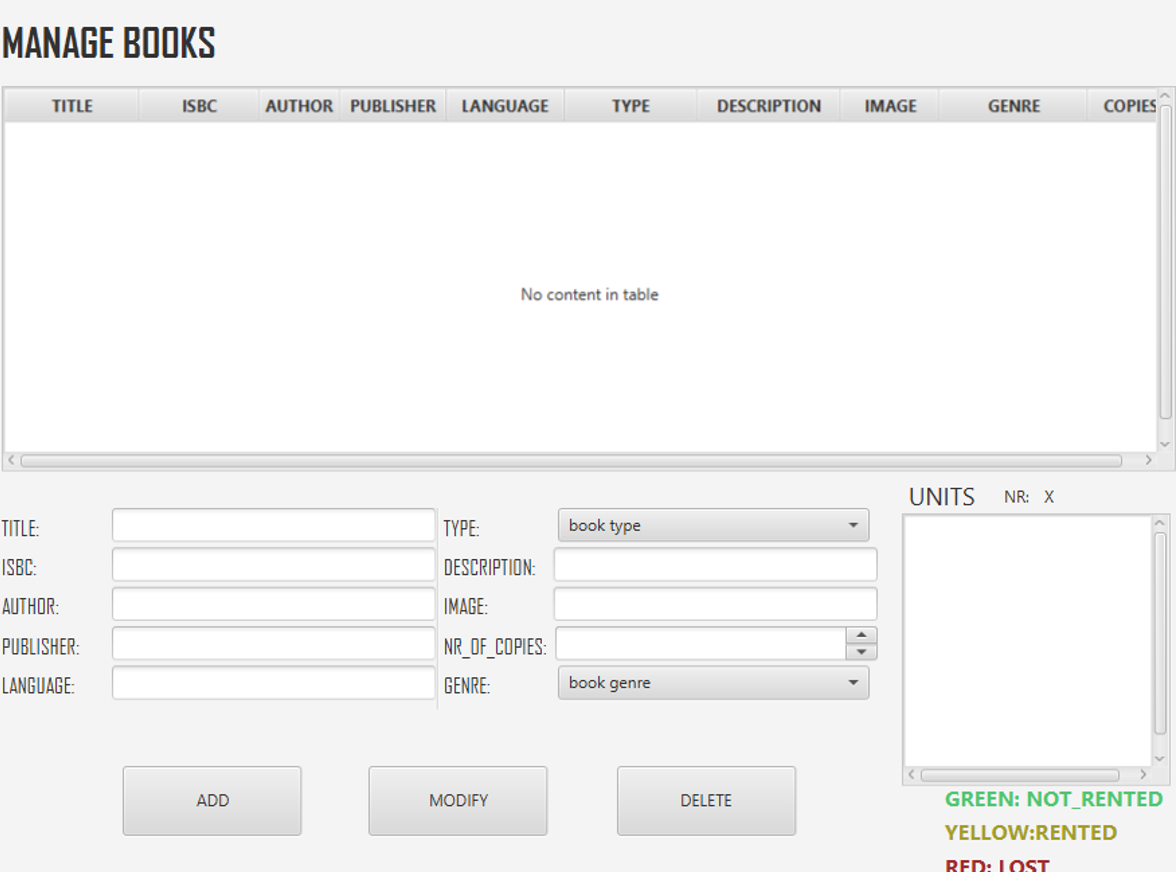 MANAGE BOOKS
TITLE ISBC AUTHOR PUBLISHER LANGUAGE TYPE DESCRIPTION IMAGE GENRE COPIES
No content in table
UNITS NR: X
TITLE: TYPE: book type
ISBC: DESCRIPTION:
AUTHOR: IMAGE:
PUBLISHER: NR_OF_COPIES:
LANGUAGE: GENRE: book genre
ADD MODIFY DELETE
GREEN: NOT_RENTED
YELLOW:RENTED
RED: LOST